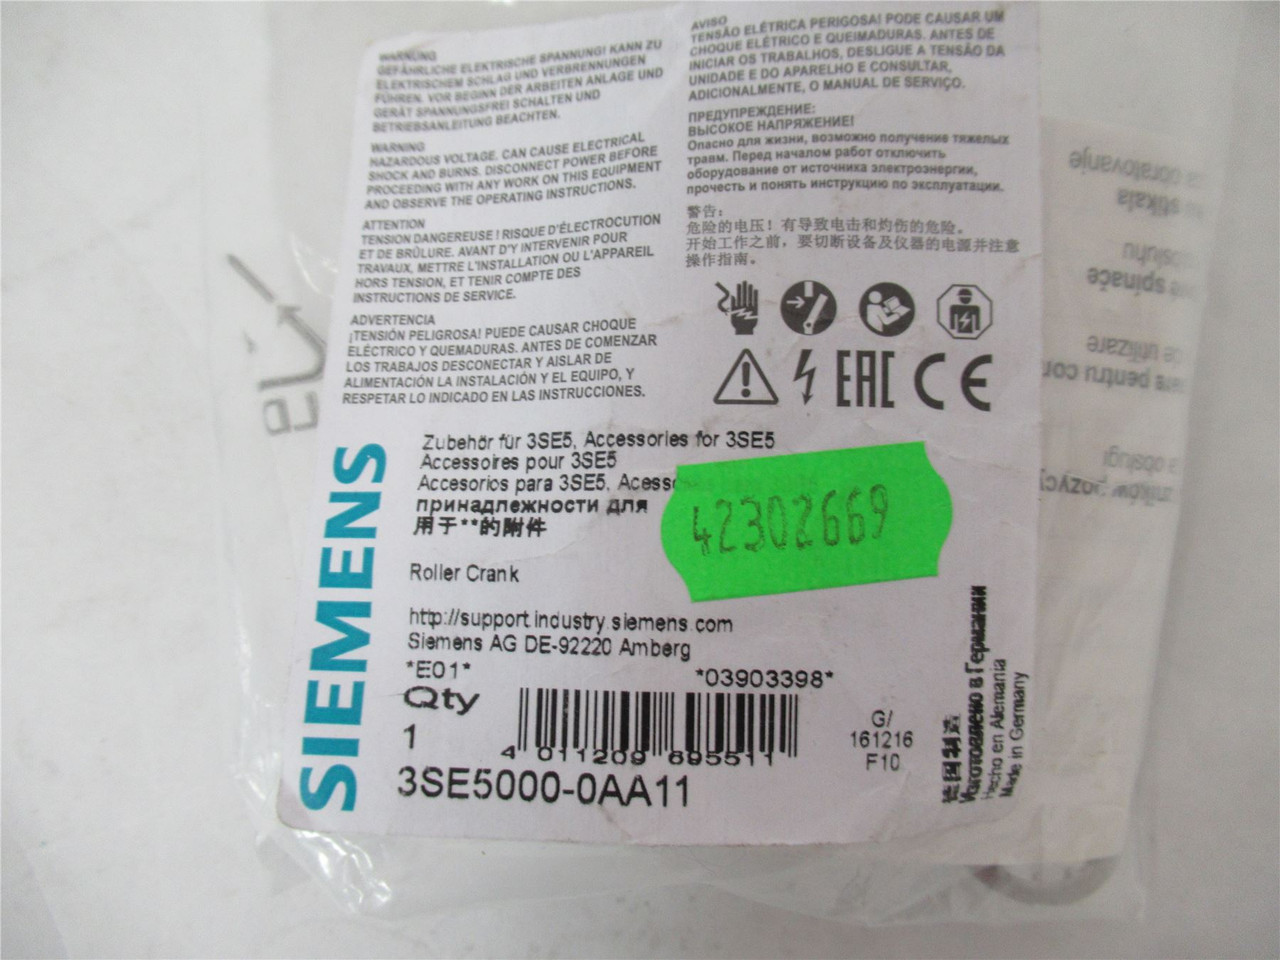 WARNUNG
GEFÄHRLICHE ELEKTRISCHE SPANNUNG! KANN ZU
ELEKTRISCHEM SCHLAG UND VERBRENNUNGEN
FÜHREN. VOR BEGINN DER ARBEITEN ANLAGE UND
GERÄT SPANNUNGSFREI SCHALTEN UND
BETRIEBSANLEITUNG BEACHTEN.
WARNING
HAZARDOUS VOLTAGE. CAN CAUSE ELECTRICAL
SHOCK AND BURNS. DISCONNECT POWER BEFORE
PROCEEDING WITH ANY WORK ON THIS EQUIPMENT
AND OBSERVE THE OPERATING INSTRUCTIONS.
ATTENTION
TENSION DANGEREUSE ! RISQUE D'ÉLECTROCUTION
ET DE BRÛLURE. AVANT D'Y INTERVENIR POUR
TRAVAUX, METTRE L'INSTALLATION OU L'APPAREIL
HORS TENSION, ET TENIR COMPTE DES
INSTRUCTIONS DE SERVICE.
ADVERTENCIA
¡TENSIÓN PELIGROSA! PUEDE CAUSAR CHOQUE
ELÉCTRICO Y QUEMADURAS. ANTES DE COMENZAR
LOS TRABAJOS DESCONECTAR Y AISLAR DE
ALIMENTACIÓN LA INSTALACIÓN Y EL EQUIPO, Y
RESPETAR LO INDICADO EN LAS INSTRUCCIONES.
AVISO
TENSÃO ELÉTRICA PERIGOSA! PODE CAUSAR UM
CHOQUE ELÉTRICO E QUEIMADURAS. ANTES DE
INICIAR OS TRABALHOS, DESLIGUE A TENSÃO DA
UNIDADE E DO APARELHO E CONSULTAR,
ADICIONALMENTE, O MANUAL DE SERVIÇO.
ПРЕДУПРЕЖДЕНИЕ:
ВЫСОКОЕ НАПРЯЖЕНИЕ!
Опасно для жизни, возможно получение тяжелых
травм. Перед началом работ отключить
оборудование от источника электроэнергии,
прочесть и понять инструкцию по эксплуатации.
警告:
危险的电压! 有导致电击和灼伤的危险。
开始工作之前, 要切断设备及仪器的电源并注意
操作指南。
EAC CE
SIEMENS
Zubehör für 3SE5, Accessories for 3SE5
Accessoires pour 3SE5
Accesorios para 3SE5, Acess
принадлежности для
用于**的附件
42302669
Roller Crank
http://support.industry.siemens.com
Siemens AG DE-92220 Amberg
*E01* *03903398*
Qty
1
4 011209 695511
3SE5000-0AA11
G/
161216
F10
德国制造
Изготовлено в Германии
Hecho en Alemania
Made in Germany
za obratovanje
stikala
obsluhu
spínače
utilizare
pentru
obsługi